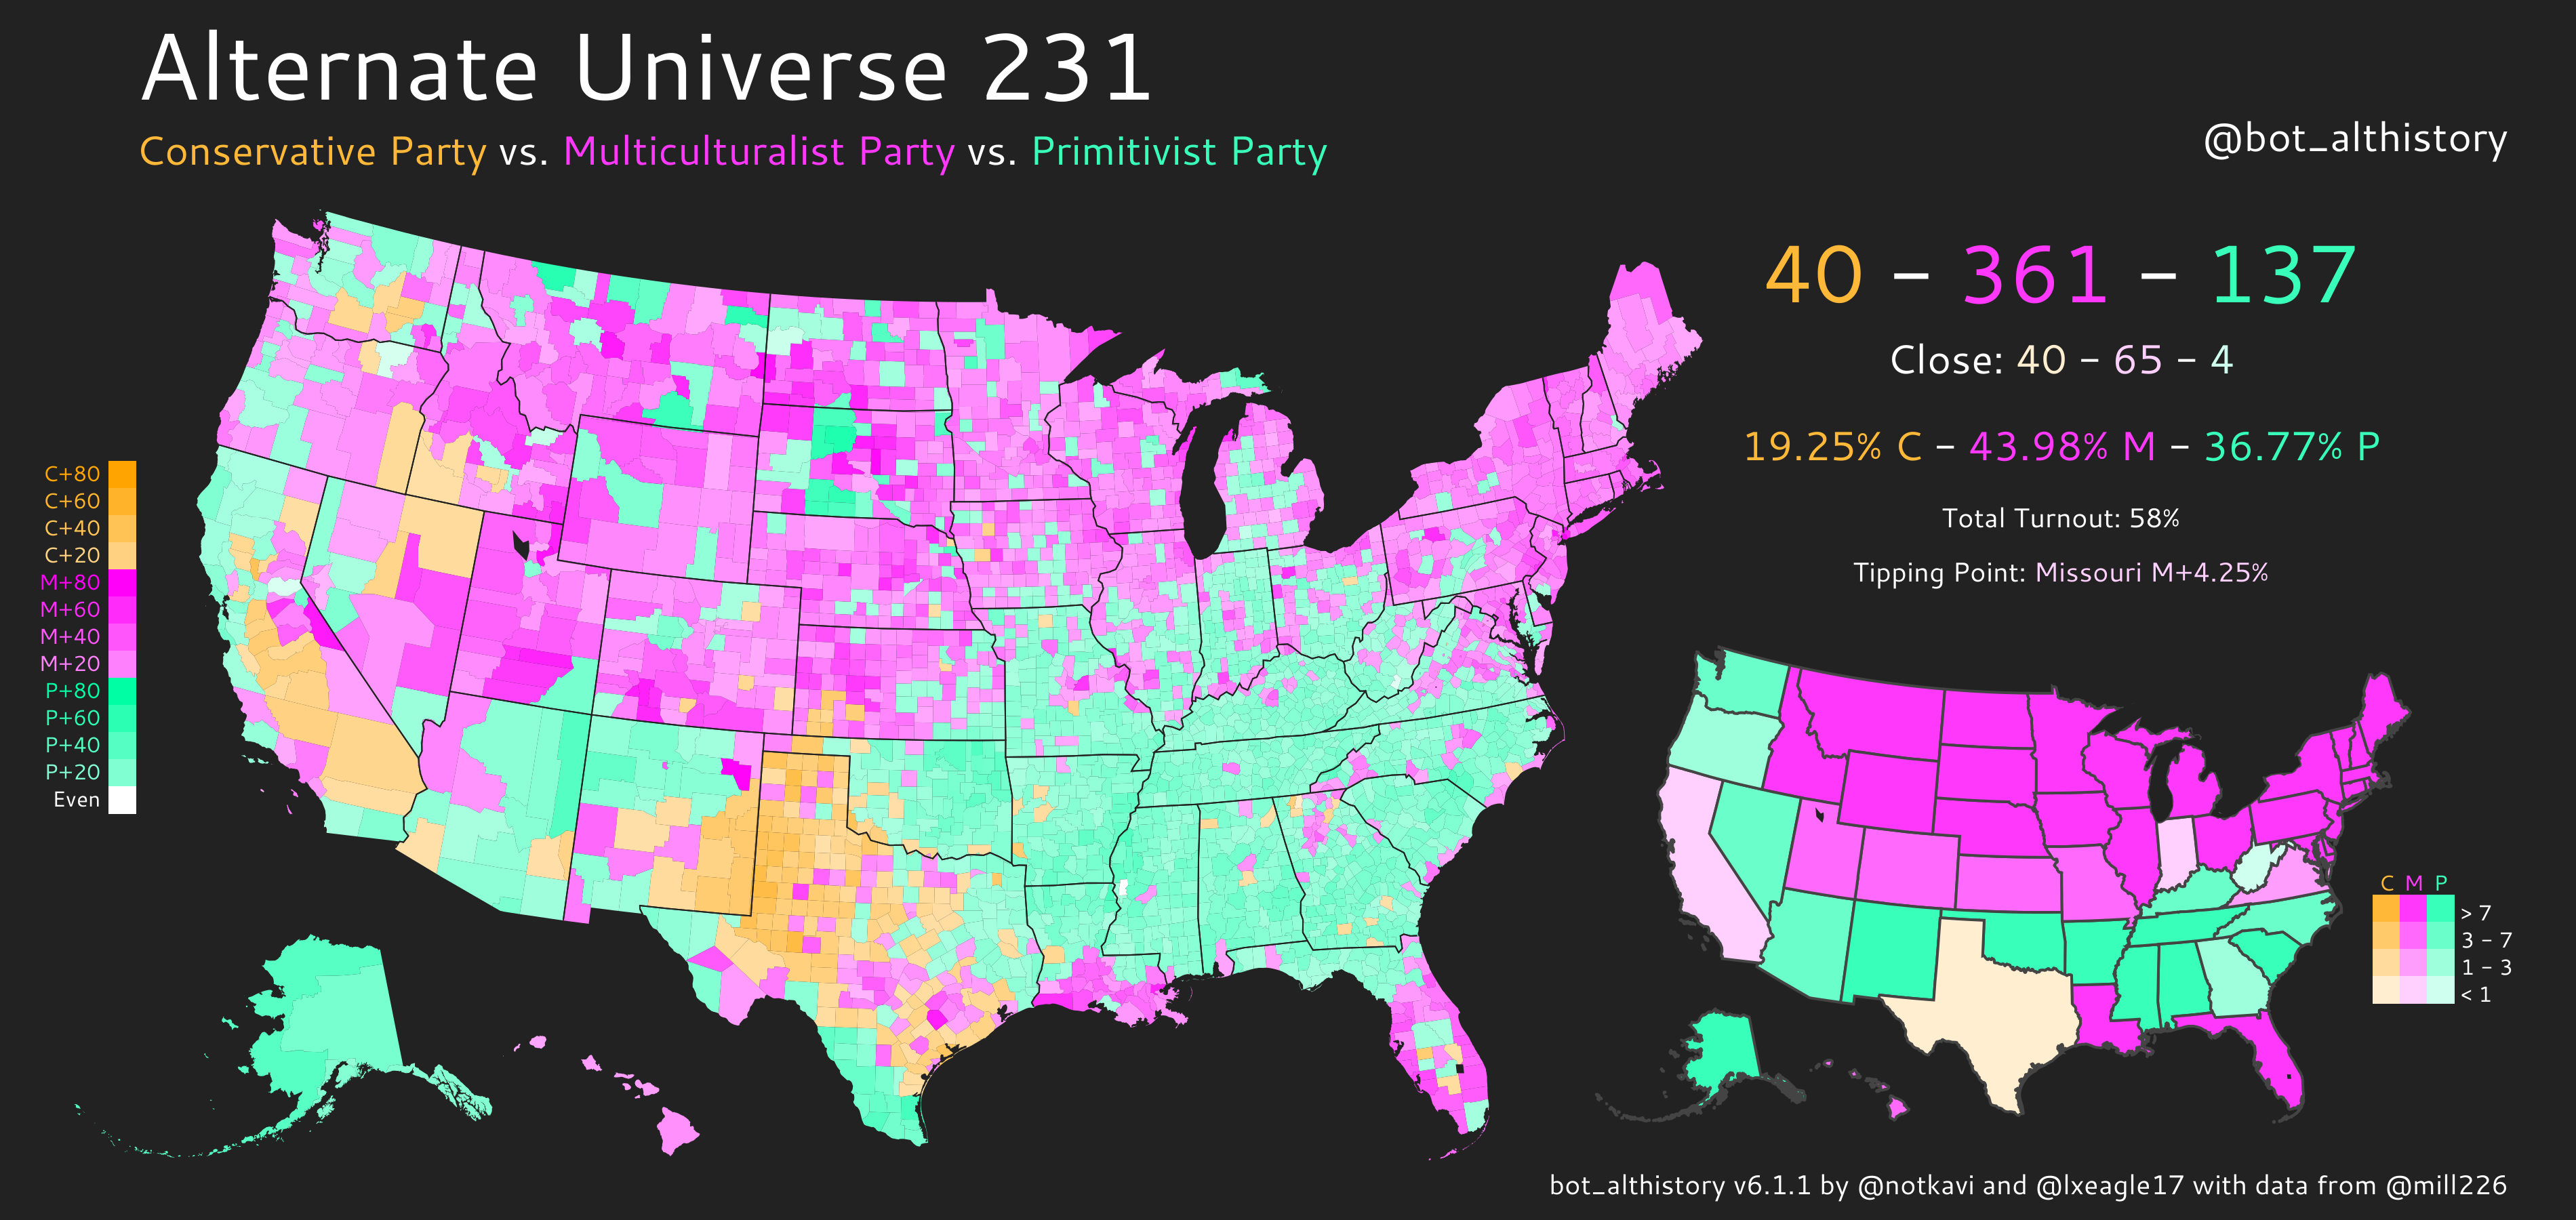 Alternate Universe 231
Conservative Party vs. Multiculturalist Party vs. Primitivist Party
@bot_althistory
40 – 361 – 137
Close: 40 – 65 – 4
19.25% C – 43.98% M – 36.77% P
Total Turnout: 58%
Tipping Point: Missouri M+4.25%
C+80
C+60
C+40
C+20
M+80
M+60
M+40
M+20
P+80
P+60
P+40
P+20
Even
C M P
> 7
3 – 7
1 – 3
< 1
bot_althistory v6.1.1 by @notkavi and @lxeagle17 with data from @mill226